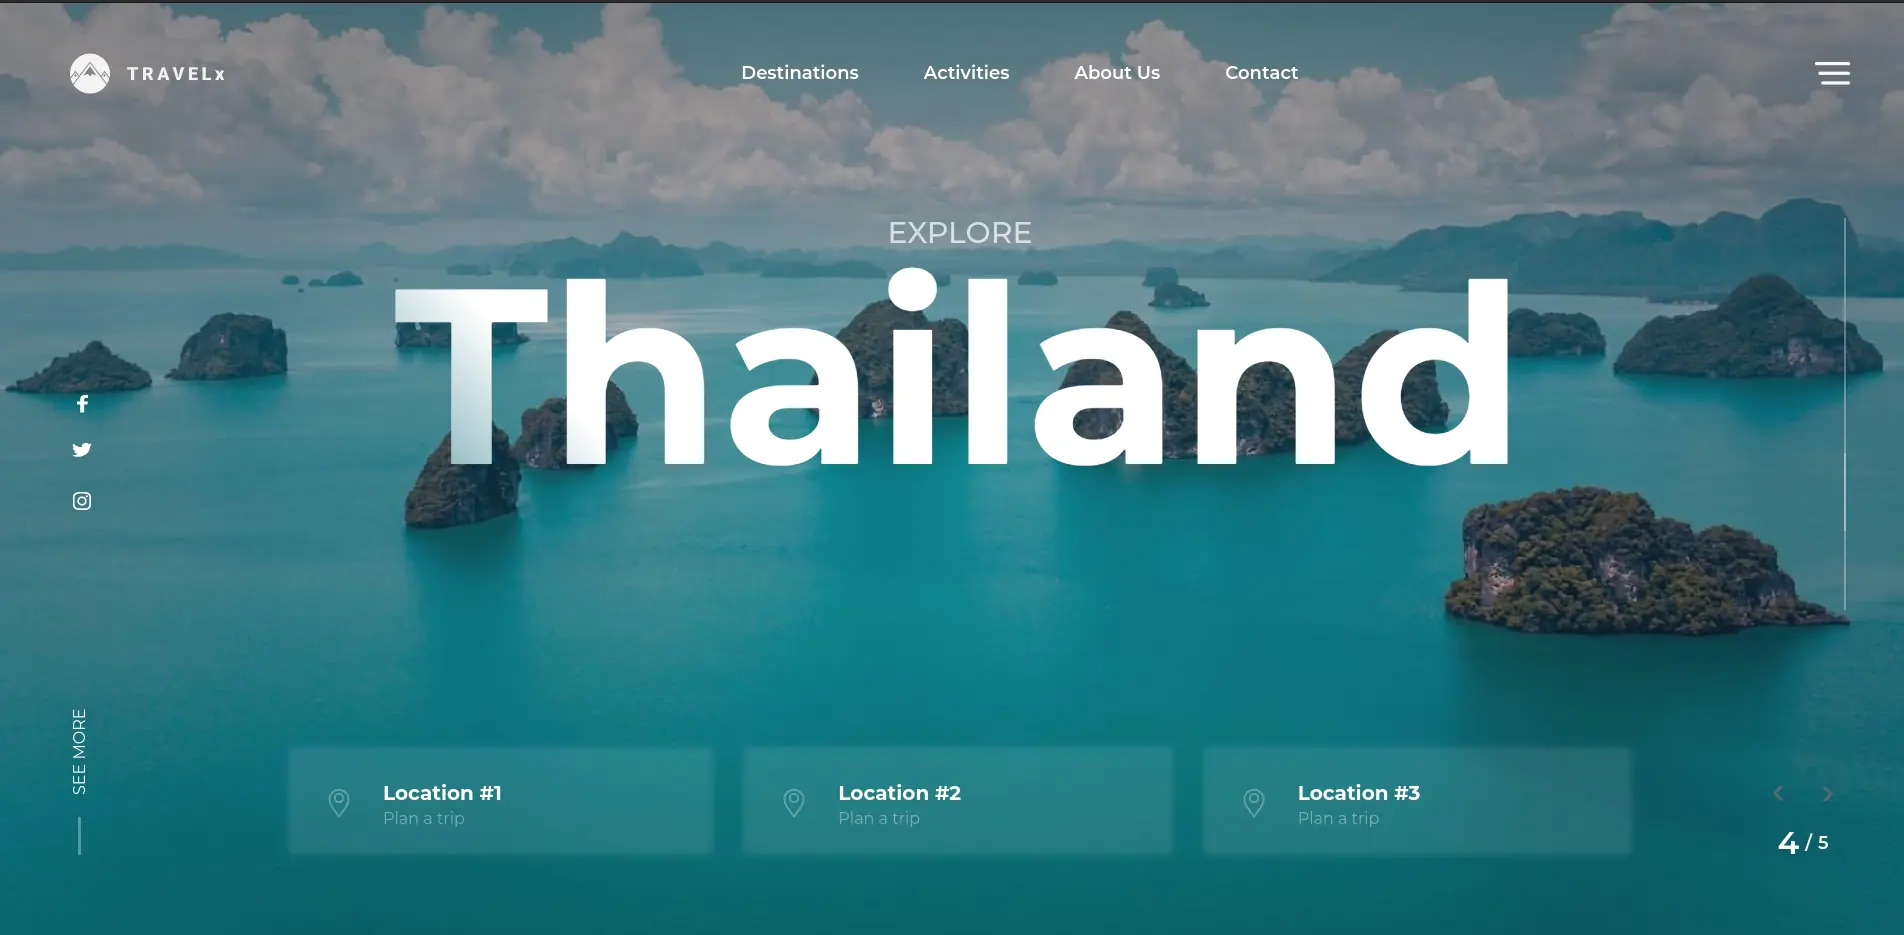 TRAVELx
Destinations
Activities
About Us
Contact
EXPLORE
Thailand
SEE MORE
Location #1
Plan a trip
Location #2
Plan a trip
Location #3
Plan a trip
4 / 5